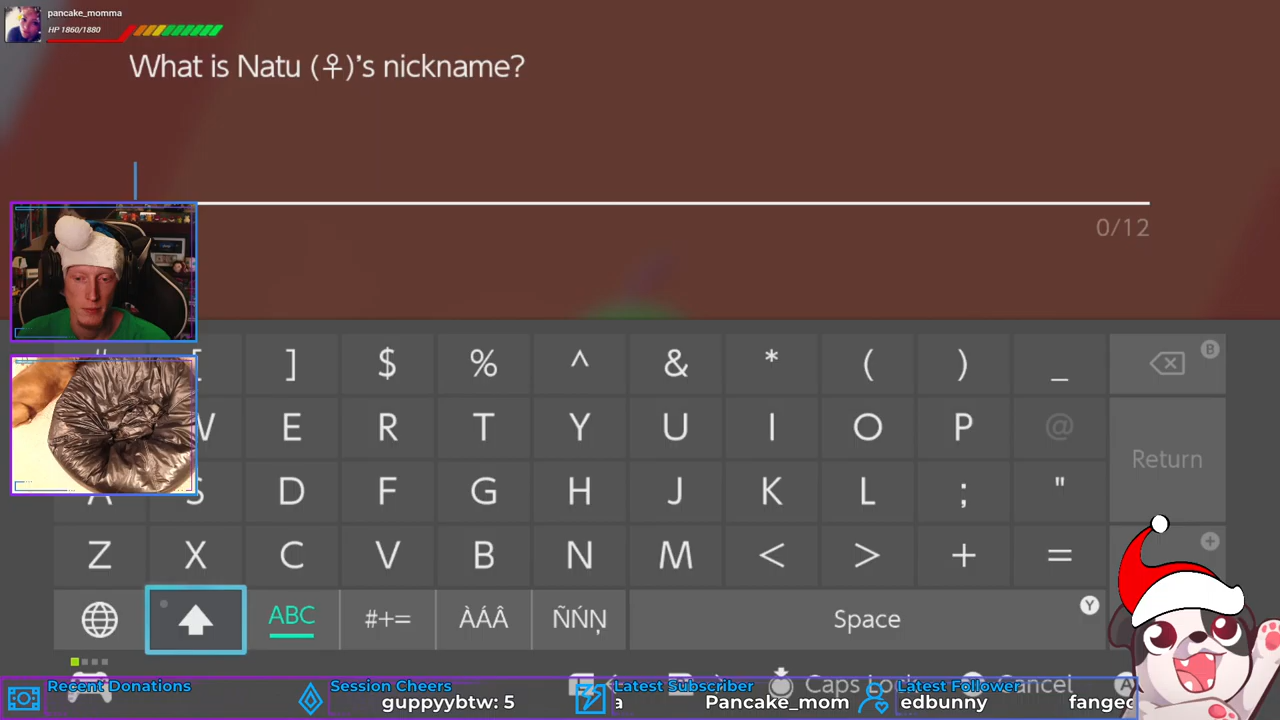 pancake_momma
HP 1860/1880
What is Natu (♀)'s nickname?
0/12
] $ % ^ & * ( ) _
E R T Y U I O P @
Return
S D F G H J K L ; "
Z X C V B N M < > + =
ABC #+= ÀÁÂ ÑŃŅ Space
Caps Lock
Cancel
Recent Donations
Session Cheers
guppyybtw: 5
Latest Subscriber
a Pancake_mom
Latest Follower
edbunny fanged